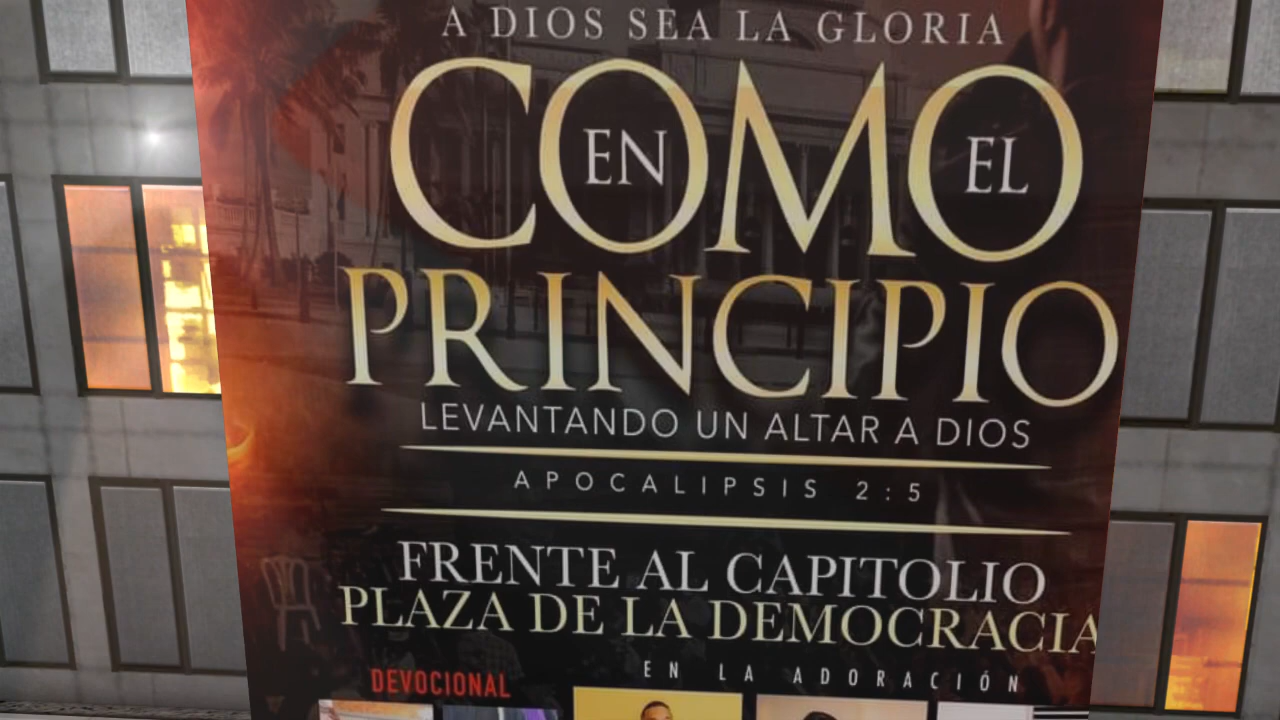 A DIOS SEA LA GLORIA
COMO
EN EL
PRINCIPIO
LEVANTANDO UN ALTAR A DIOS
APOCALIPSIS 2:5
FRENTE AL CAPITOLIO
PLAZA DE LA DEMOCRACIA
EN LA ADORACIÓN
DEVOCIONAL